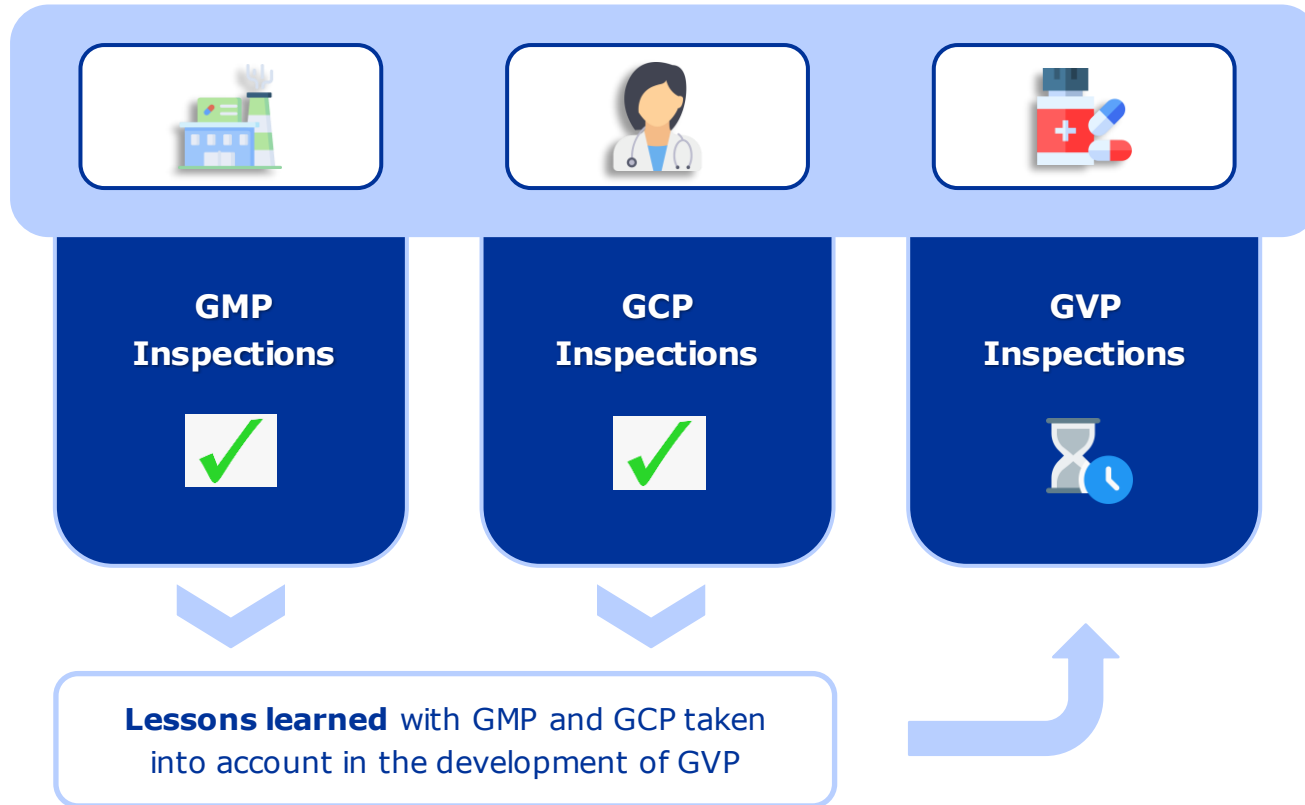 GMP
Inspections
GCP
Inspections
GVP
Inspections
Lessons learned with GMP and GCP taken
into account in the development of GVP